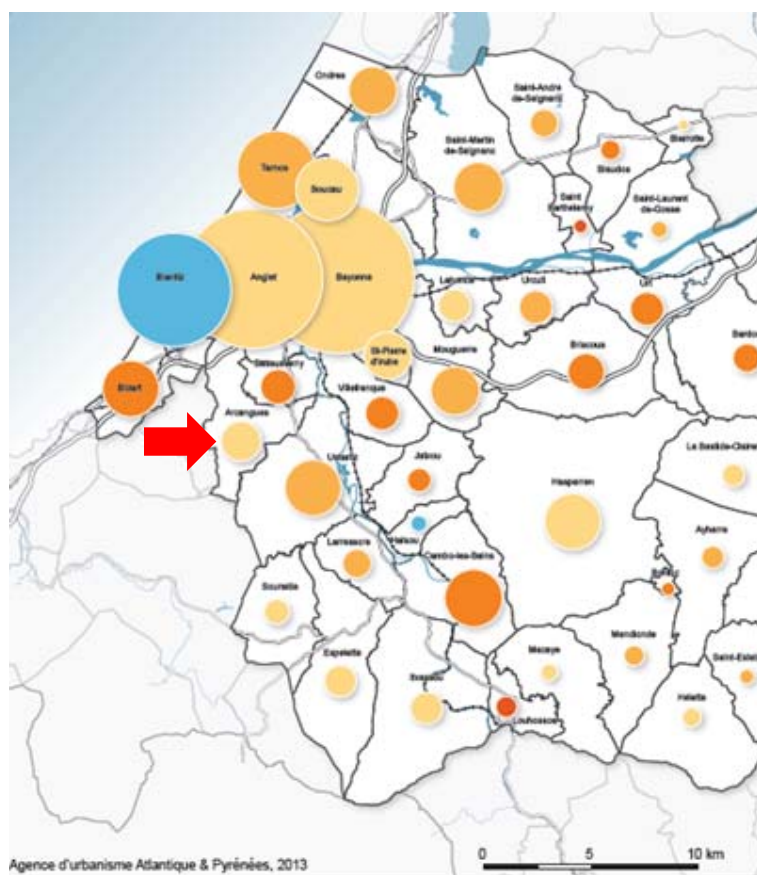 Ondres
Saint-André
de-Seignanx
Saint-Martin
de-Seignanx
Biarrotte
Biaudos
Tarnos
Boucau
Saint
Barthélemy
Saint-Laurent
de-Gosse
Biarritz
Anglet
Bayonne
Lahonce
Urcuit
Urt
St-Pierre
d'Irube
Mouguerre
Briscous
Bardos
Bidart
Bassussarry
Villefranque
Arcangues
Ustaritz
Jatxou
La Bastide-Clairence
Hasparren
Halsou
Larressore
Cambo-les-Bains
Ayherre
Souraïde
Espelette
Itxassou
Macaye
Mendionde
Hélette
Louhossoa
Agence d'urbanisme Atlantique & Pyrénées, 2013
0 5 10 km